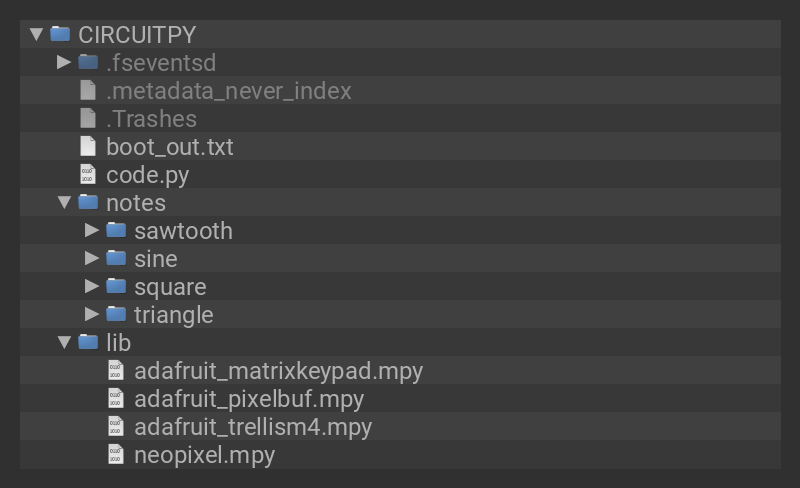 CIRCUITPY
.fseventsd
.metadata_never_index
.Trashes
boot_out.txt
code.py
notes
sawtooth
sine
square
triangle
lib
adafruit_matrixkeypad.mpy
adafruit_pixelbuf.mpy
adafruit_trellism4.mpy
neopixel.mpy